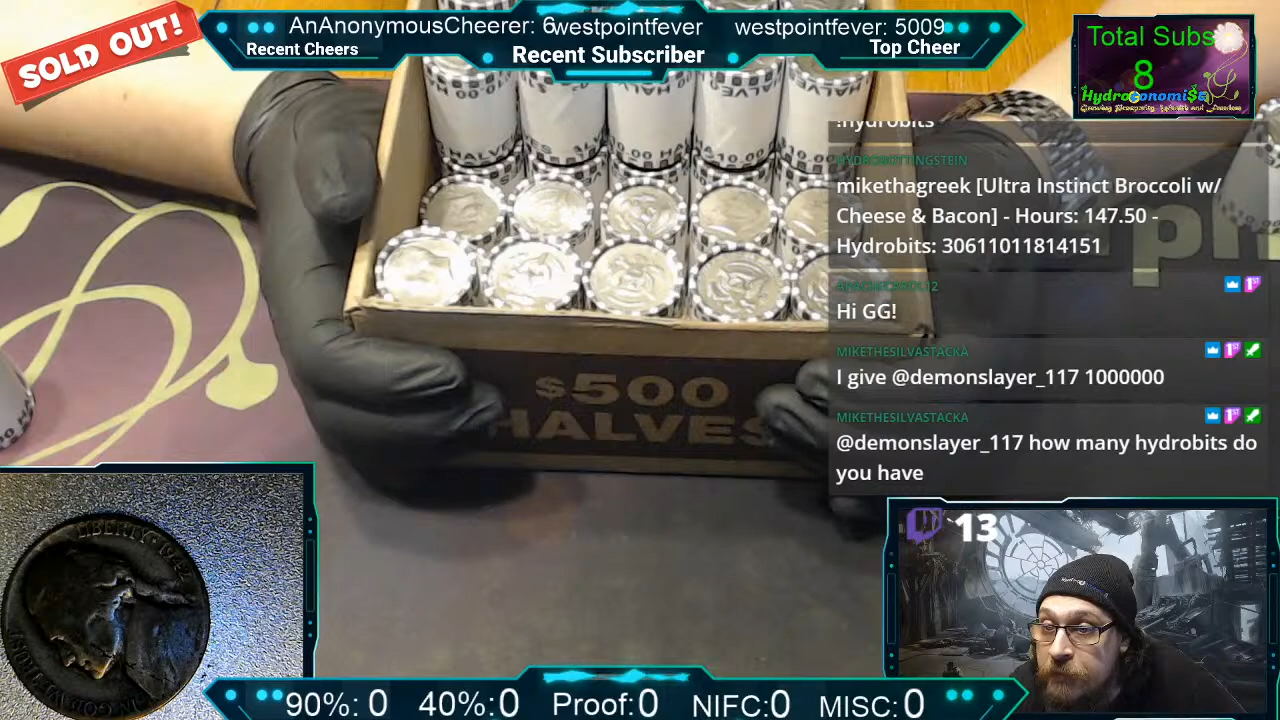 SOLD OUT!
AnAnonymousCheerer: 6
Recent Cheers
westpointfever
Recent Subscriber
westpointfever: 5009
Top Cheer
Total Subs
8
Hydroconomi$e
!hydrobits
HYDROBOTTINGSTEIN
mikethagreek [Ultra Instinct Broccoli w/
Cheese & Bacon] - Hours: 147.50 -
Hydrobits: 30611011814151
Hi GG!
MIKETHESILVASTACKA
I give @demonslayer_117 1000000
MIKETHESILVASTACKA
@demonslayer_117 how many hydrobits do
you have
$500
HALVES
LIBERTY
13
90%: 0
40%:0
Proof:0
NIFC:0
MISC:0